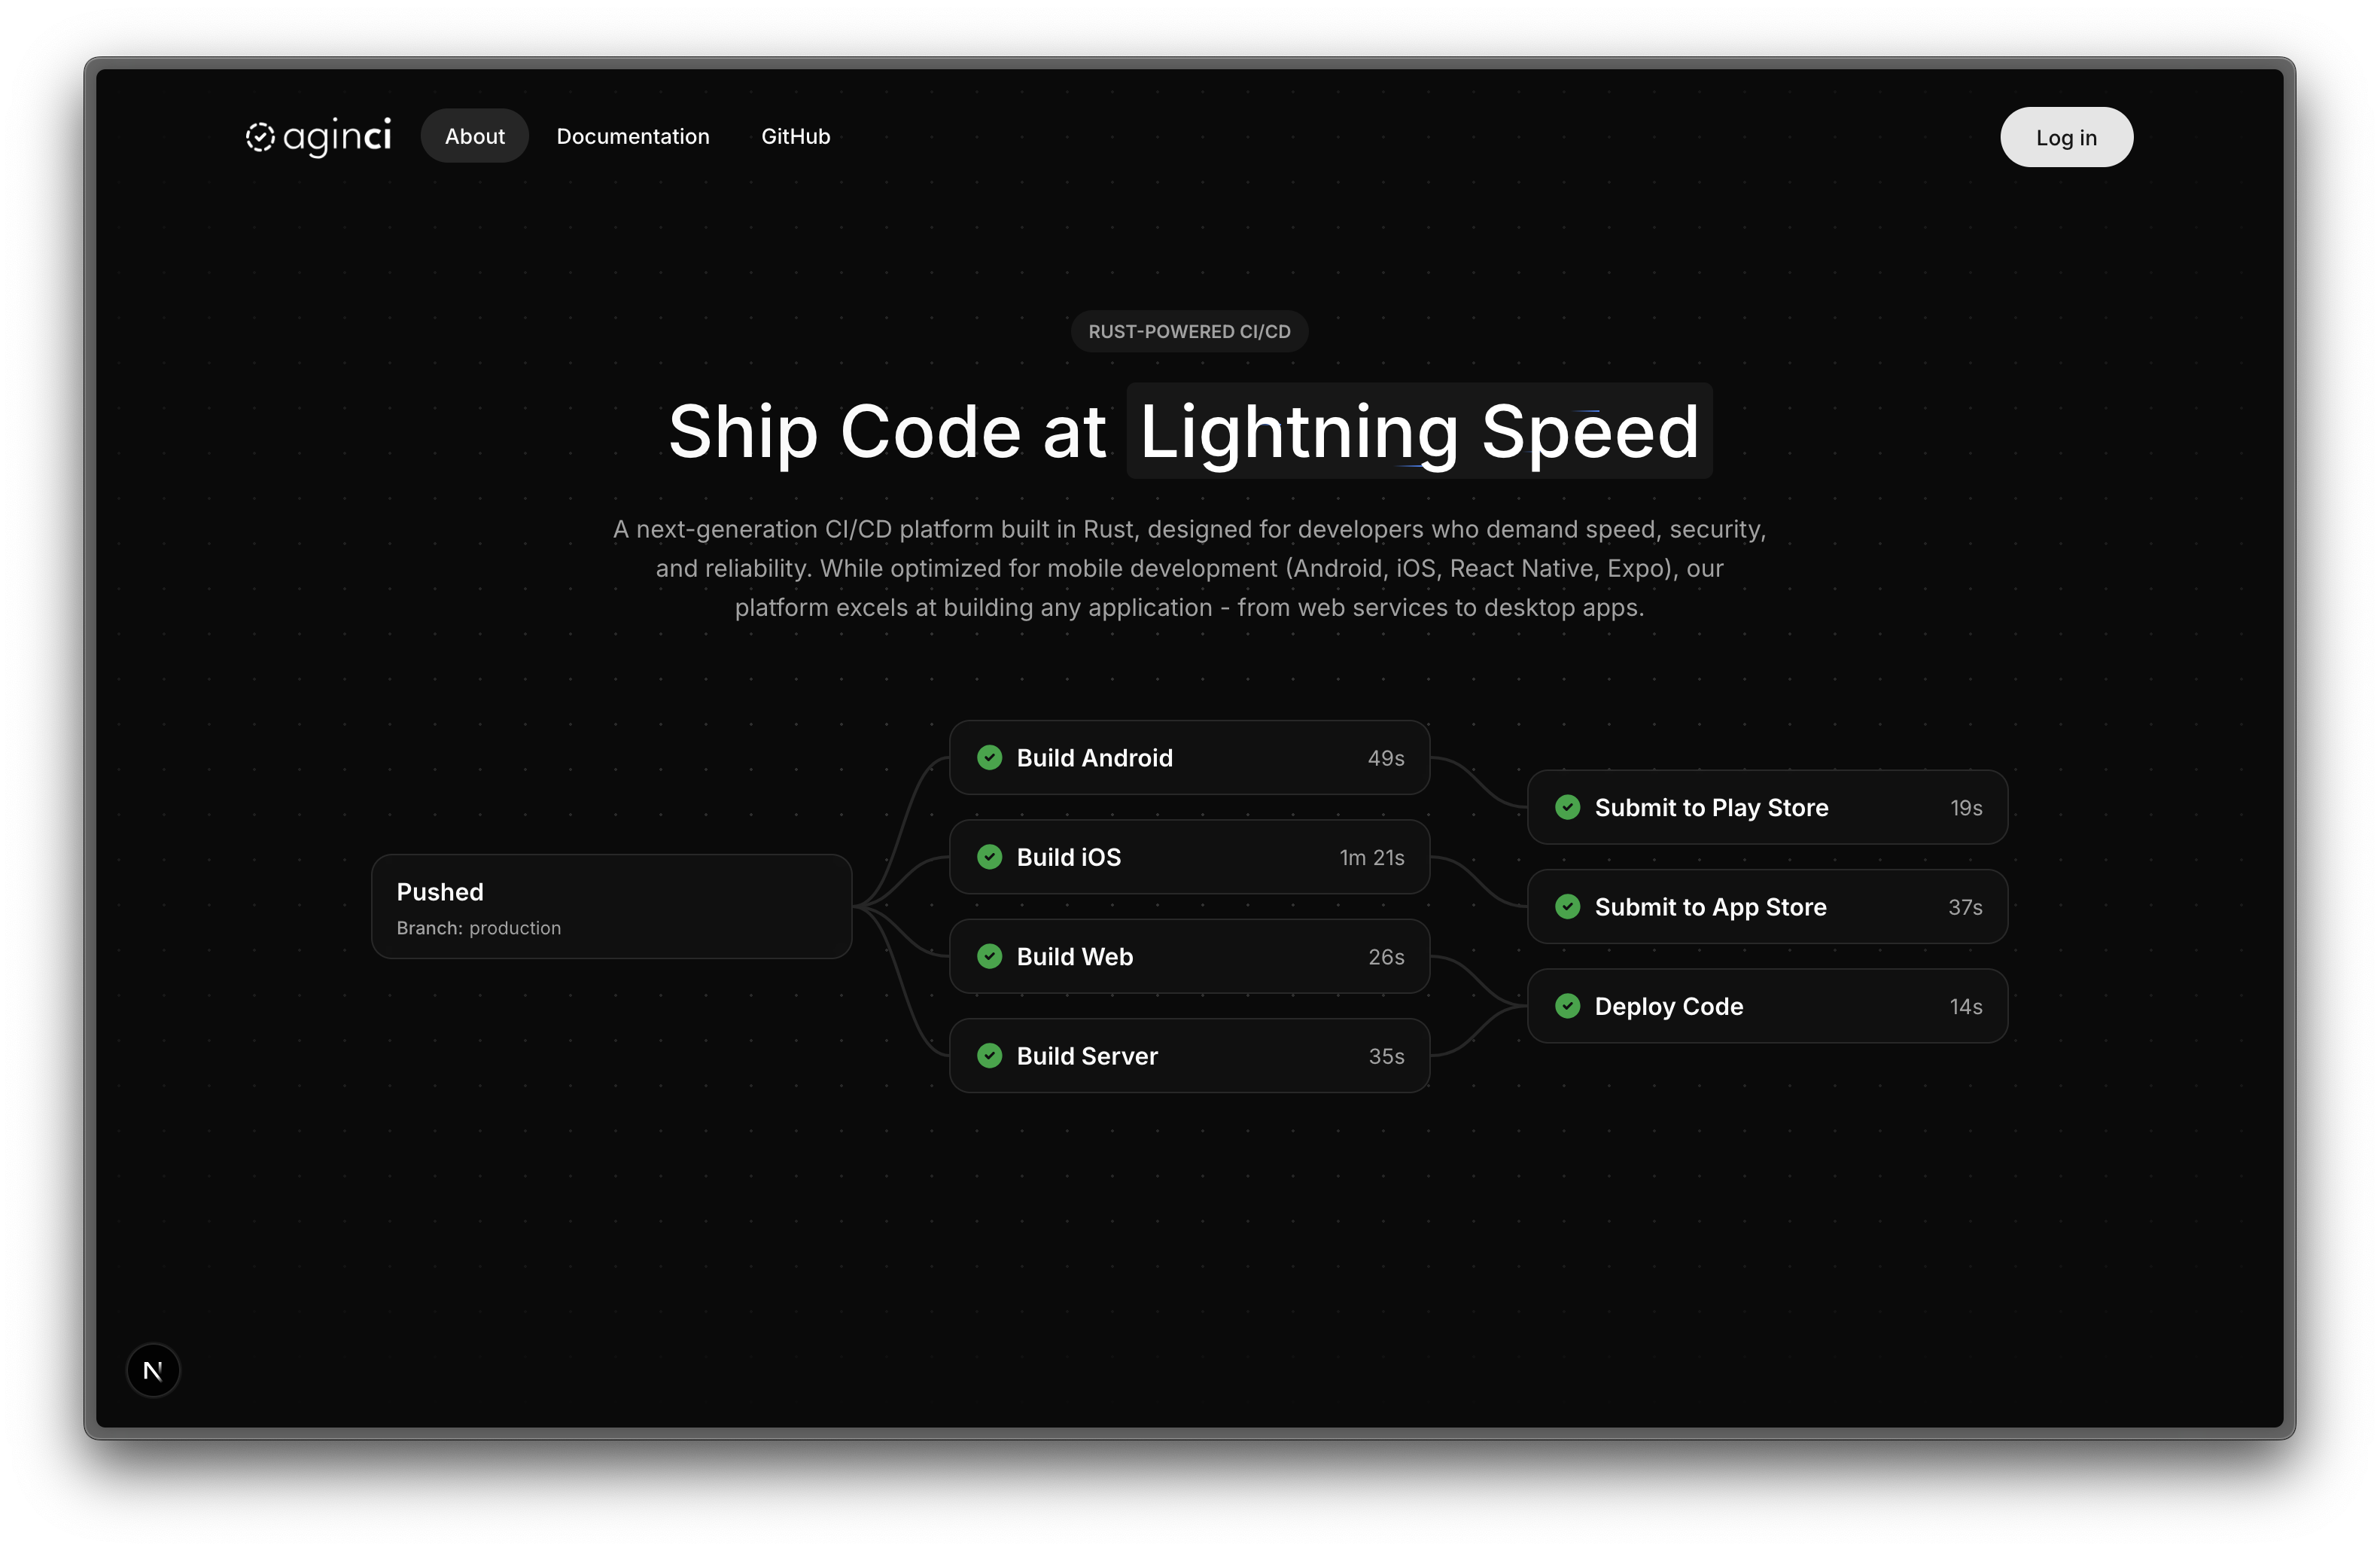 aginci
About
Documentation
GitHub
Log in
RUST-POWERED CI/CD
Ship Code at Lightning Speed
A next-generation CI/CD platform built in Rust, designed for developers who demand speed, security,
and reliability. While optimized for mobile development (Android, iOS, React Native, Expo), our
platform excels at building any application - from web services to desktop apps.
Pushed
Branch: production
Build Android 49s
Build iOS 1m 21s
Build Web 26s
Build Server 35s
Submit to Play Store 19s
Submit to App Store 37s
Deploy Code 14s
N